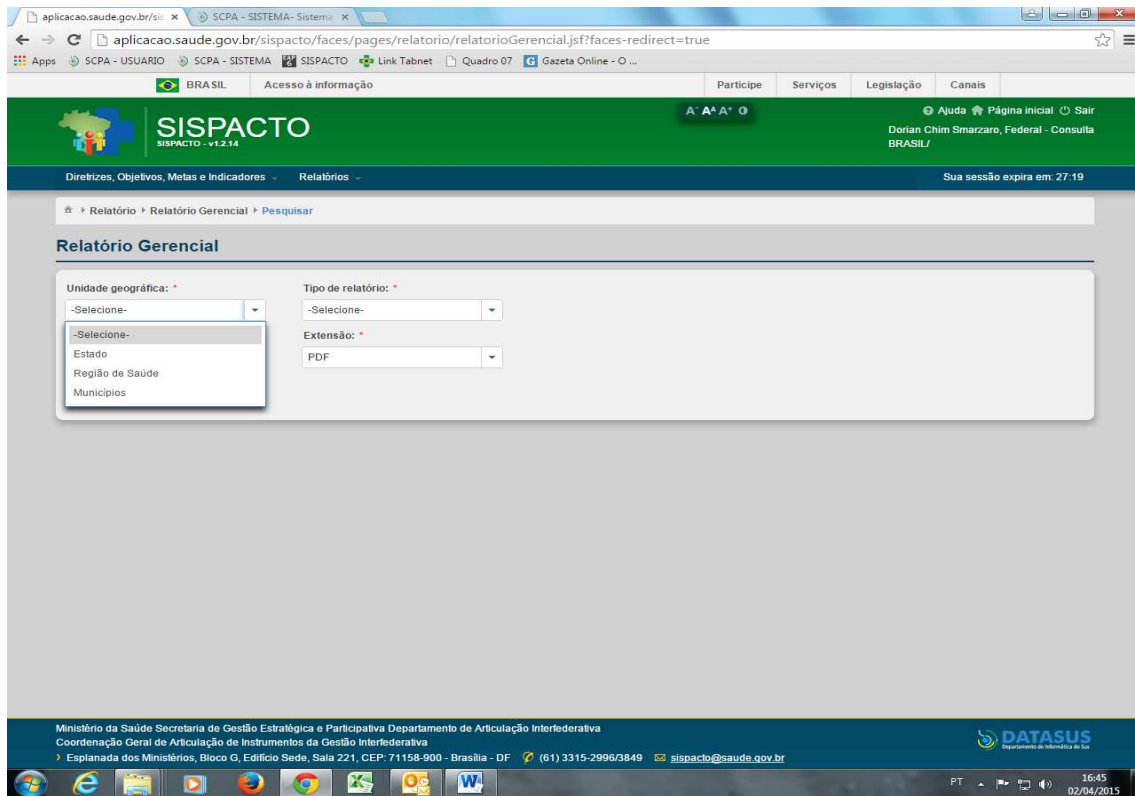 aplicacao.saude.gov.br/sis
SCPA - SISTEMA- Sistema
aplicacao.saude.gov.br/sispacto/faces/pages/relatorio/relatorioGerencial.jsf?faces-redirect=true
Apps SCPA - USUARIO SCPA - SISTEMA SISPACTO Link Tabnet Quadro 07 Gazeta Online - O ...
BRASIL Acesso à informação Participe Serviços Legislação Canais
A- AA A+
Ajuda Página inicial Sair
SISPACTO
SISPACTO - v1.2.14
Dorian Chim Smarzaro, Federal - Consulta
BRASIL/
Diretrizes, Objetivos, Metas e Indicadores Relatórios Sua sessão expira em: 27:19
Relatório Relatório Gerencial Pesquisar
Relatório Gerencial
Unidade geográfica: * Tipo de relatório: *
-Selecione- -Selecione-
-Selecione- Extensão: *
Estado PDF
Região de Saúde
Municípios
Ministério da Saúde Secretaria de Gestão Estratégica e Participativa Departamento de Articulação Interfederativa
Coordenação Geral de Articulação de Instrumentos da Gestão Interfederativa
Esplanada dos Ministérios, Bloco G, Edifício Sede, Sala 221, CEP: 71158-900 - Brasília - DF (61) 3315-2996/3849 sispacto@saude.gov.br
DATASUS
Departamento de Informática do Sus
PT 16:45
02/04/2015